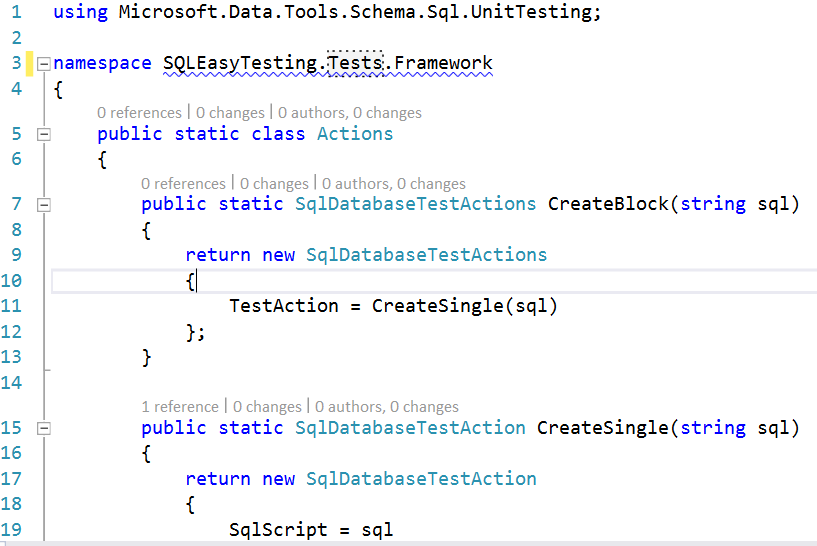 1 using Microsoft.Data.Tools.Schema.Sql.UnitTesting;
2
3 namespace SQLEasyTesting.Tests.Framework
4 {
0 references | 0 changes | 0 authors, 0 changes
5 public static class Actions
6 {
0 references | 0 changes | 0 authors, 0 changes
7 public static SqlDatabaseTestActions CreateBlock(string sql)
8 {
9 return new SqlDatabaseTestActions
10 {
11 TestAction = CreateSingle(sql)
12 };
13 }
14
1 reference | 0 changes | 0 authors, 0 changes
15 public static SqlDatabaseTestAction CreateSingle(string sql)
16 {
17 return new SqlDatabaseTestAction
18 {
19 SqlScript = sql